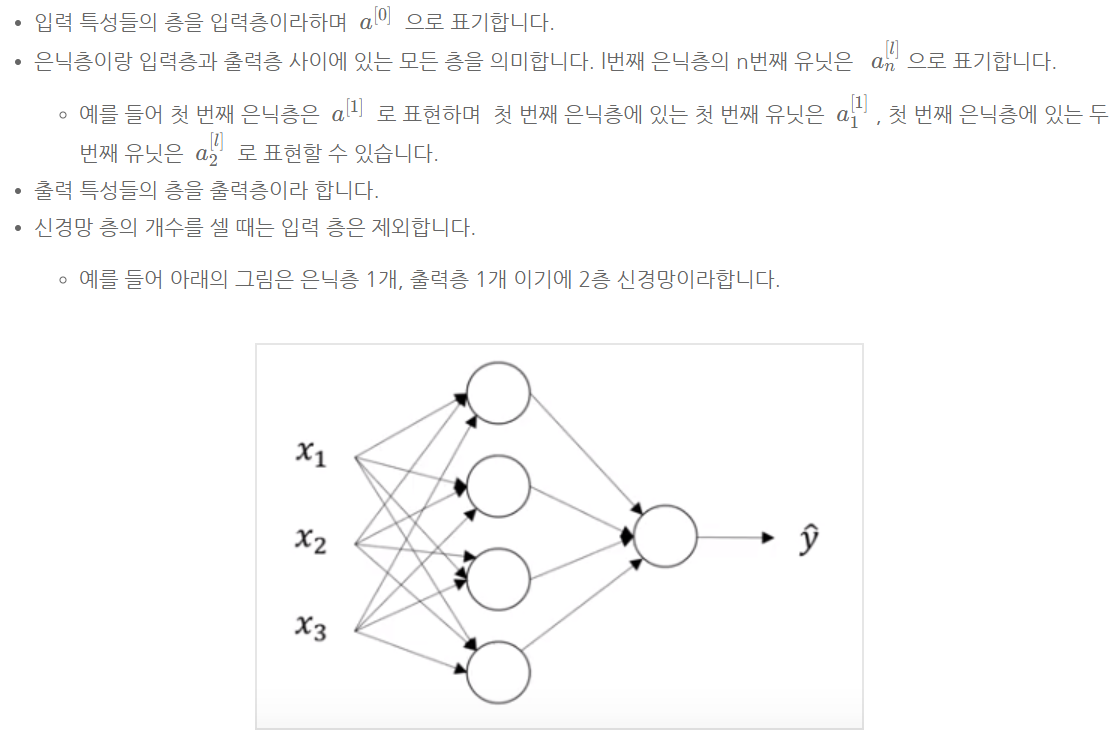 입력 특성들의 층을 입력층이라하며 a^[0] 으로 표기합니다.
은닉층이랑 입력층과 출력층 사이에 있는 모든 층을 의미합니다. l번째 은닉층의 n번째 유닛은 a_n^[l] 으로 표기합니다.
예를 들어 첫 번째 은닉층은 a^[1] 로 표현하며 첫 번째 은닉층에 있는 첫 번째 유닛은 a_1^[1] , 첫 번째 은닉층에 있는 두
번째 유닛은 a_2^[l] 로 표현할 수 있습니다.
출력 특성들의 층을 출력층이라 합니다.
신경망 층의 개수를 셀 때는 입력 층은 제외합니다.
예를 들어 아래의 그림은 은닉층 1개, 출력층 1개 이기에 2층 신경망이라합니다.
x₁
x₂
ŷ
x₃